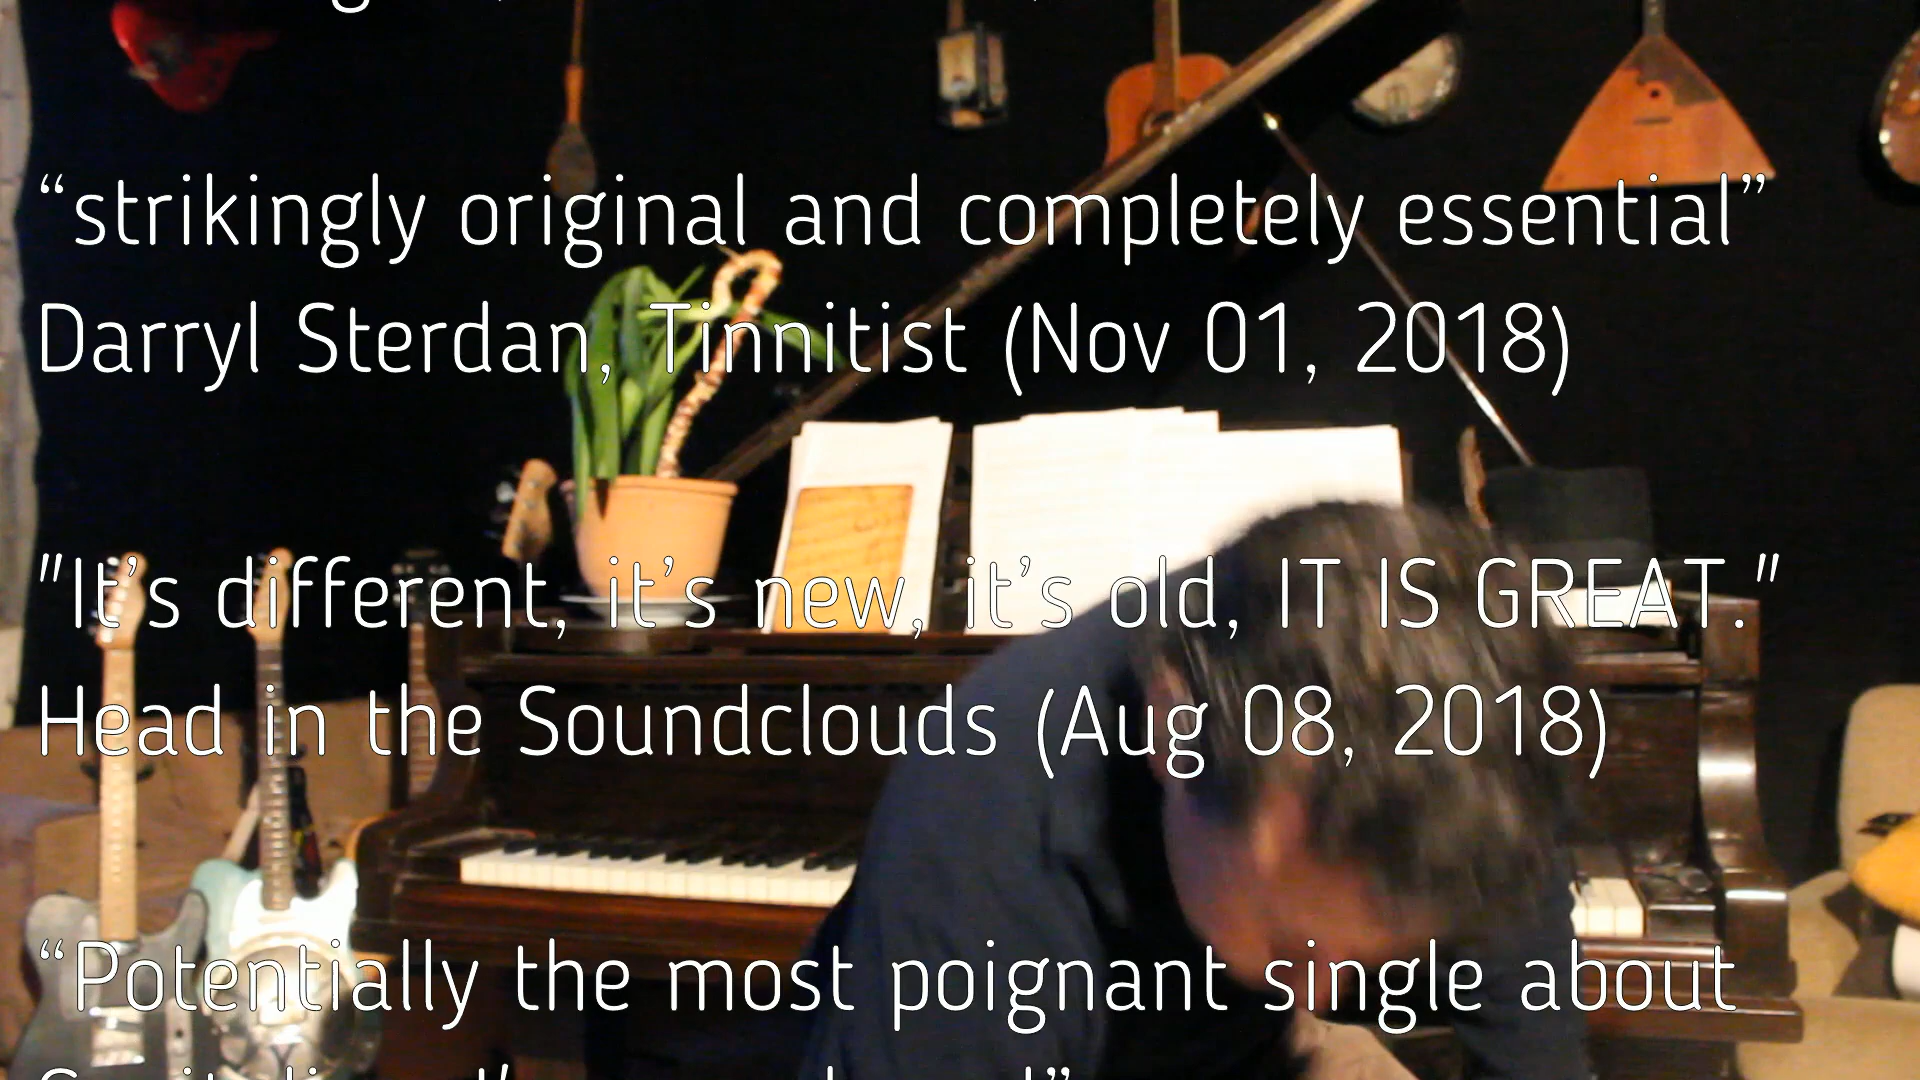 “strikingly original and completely essential”
Darryl Sterdan, Tinnitist (Nov 01, 2018)
"It’s different, it’s new, it’s old, IT IS GREAT."
Head in the Soundclouds (Aug 08, 2018)
“Potentially the most poignant single about